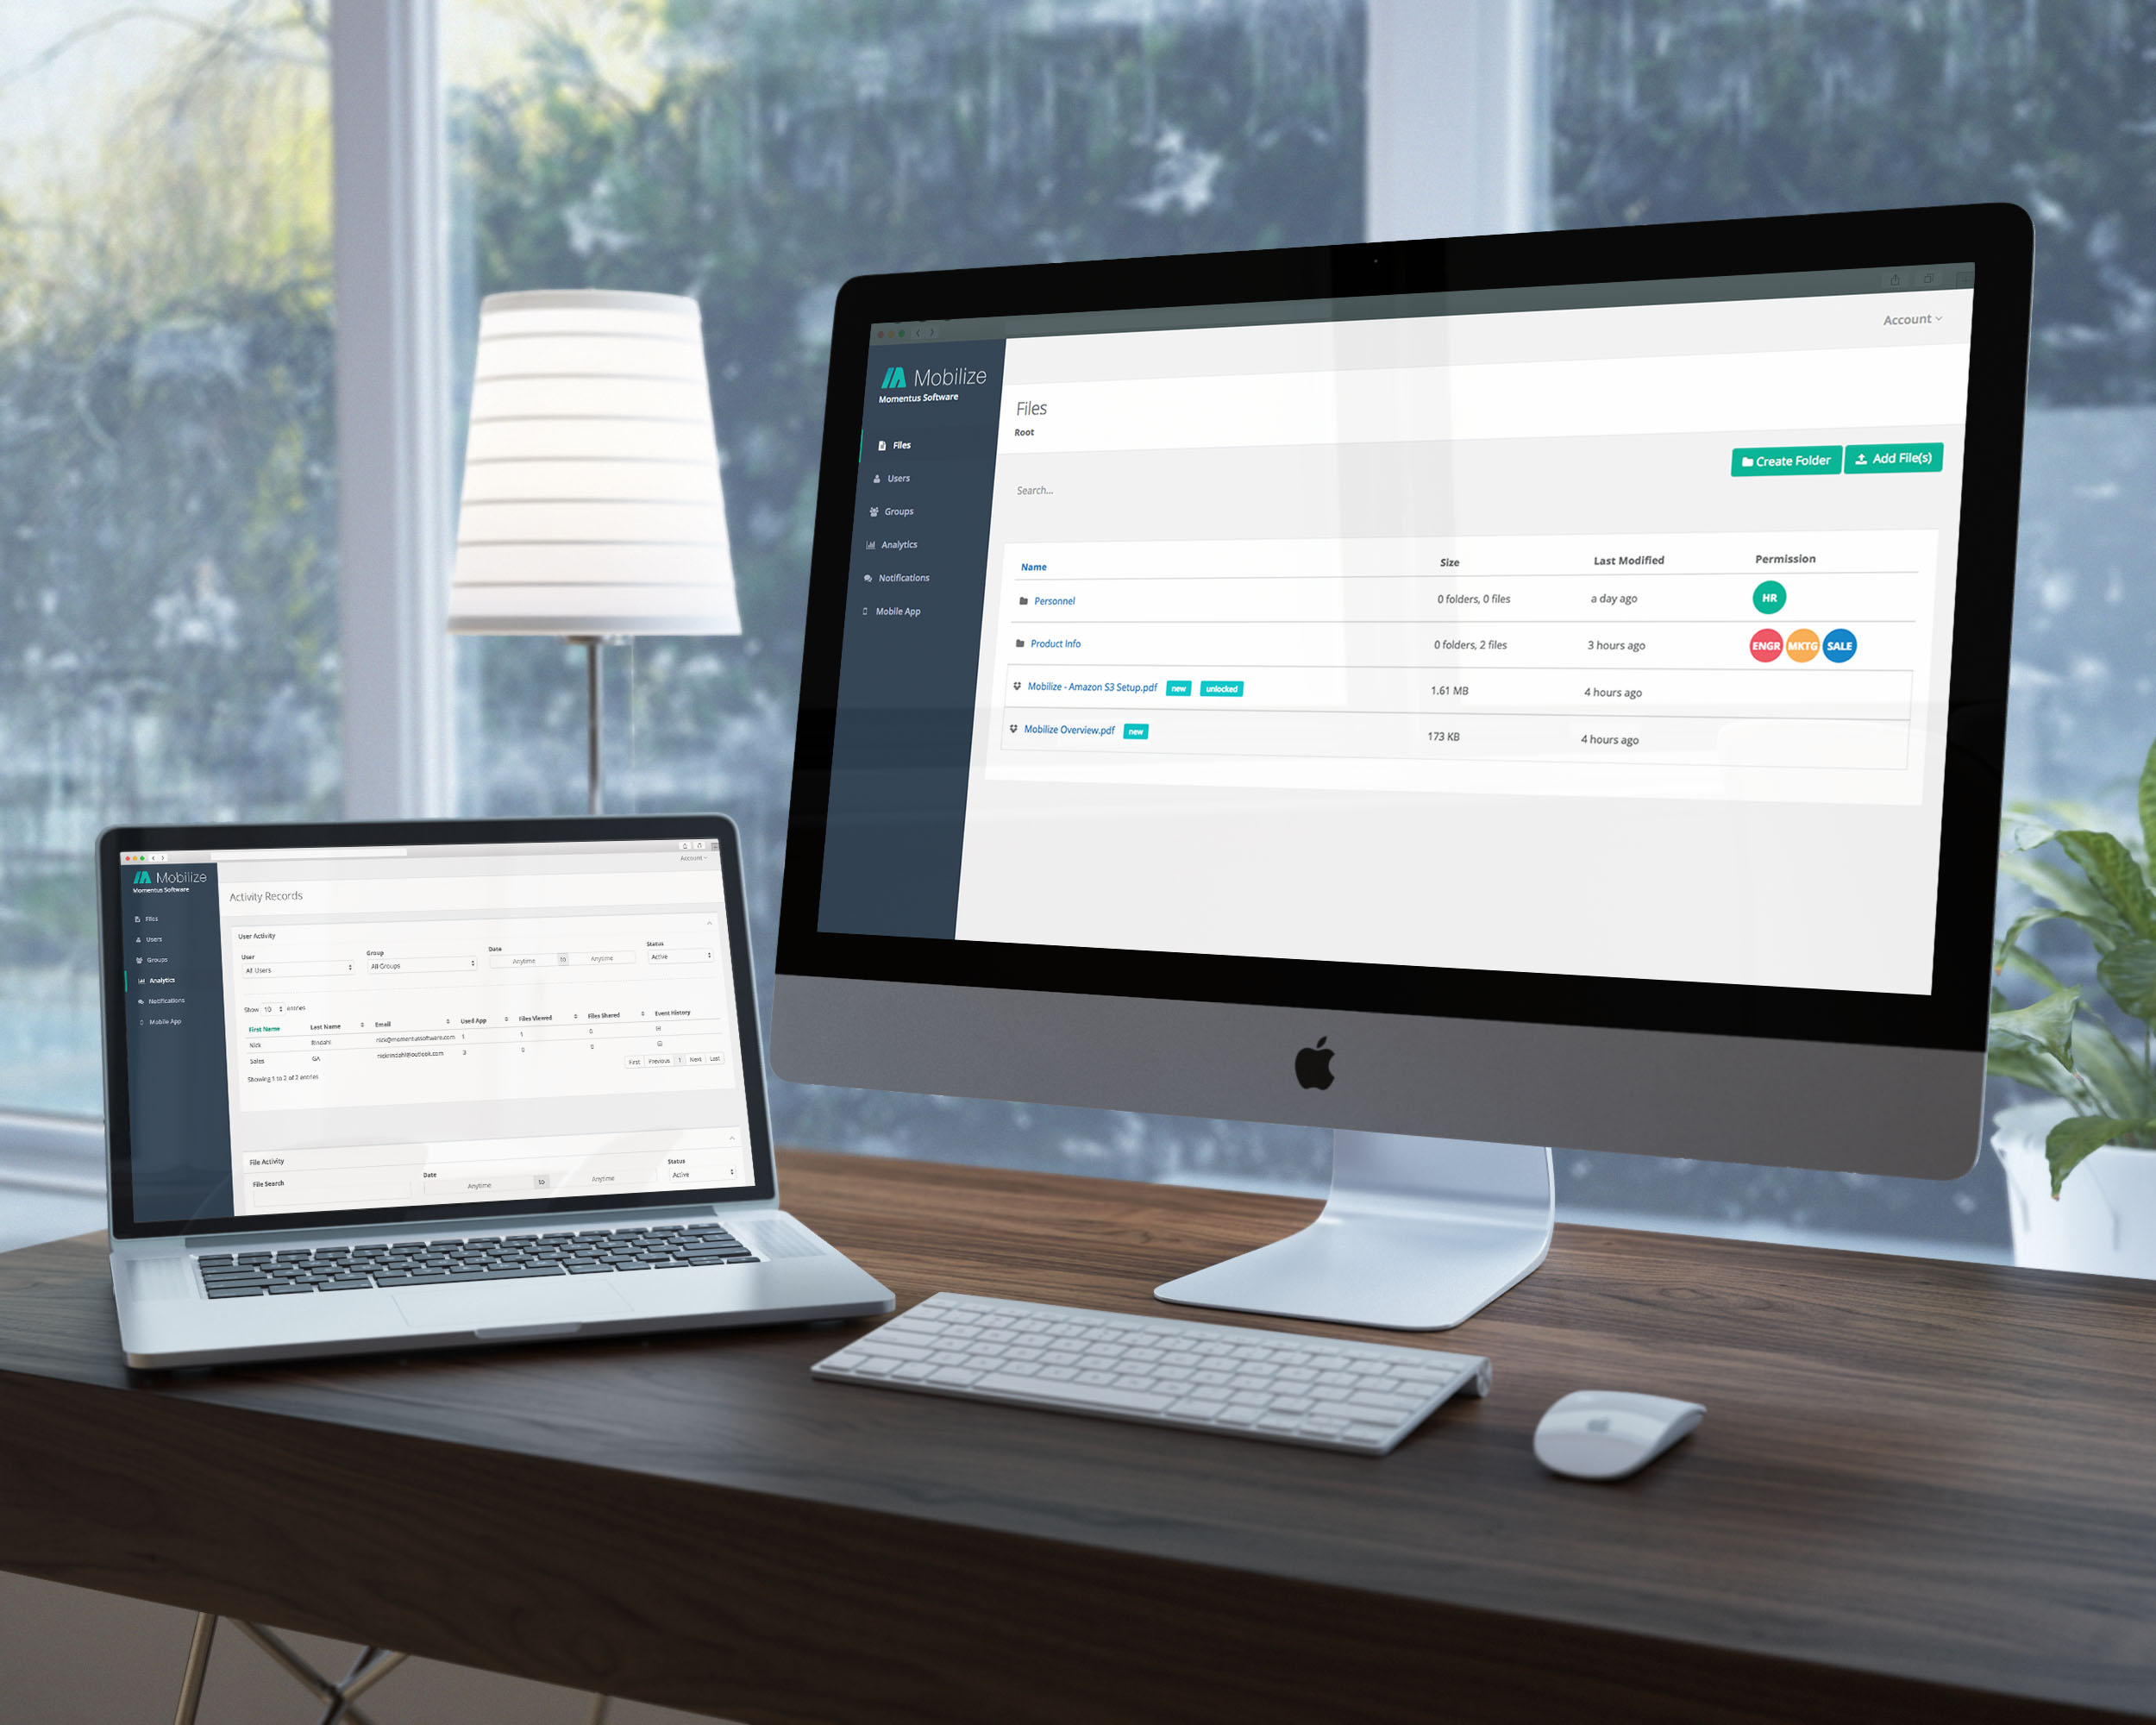 Account
Mobilize
Momentus Software
Files
Users
Groups
Analytics
Notifications
Mobile App
Files
Root
Create Folder
Add File(s)
Search...
Name Size Last Modified Permission
Personnel 0 folders, 0 files a day ago HR
Product Info 0 folders, 2 files 3 hours ago ENGR MKTG SALE
Mobilize - Amazon S3 Setup.pdf new unlocked 1.61 MB 4 hours ago
Mobilize Overview.pdf new 173 KB 4 hours ago
Account
Mobilize
Momentus Software
Files
Users
Groups
Analytics
Notifications
Mobile App
Activity Records
User Activity
User Group Date Status
All Users All Groups Anytime to Anytime Active
Show 10 entries
First Name Last Name Email Used App Files Viewed Files Shared Event History
Nick Rindahl nick@momentussoftware.com 1 1 0
Sales GA nickrindahl@outlook.com 3 0 0
Showing 1 to 2 of 2 entries
First Previous 1 Next Last
File Activity
File Search Date Status
Anytime to Anytime Active